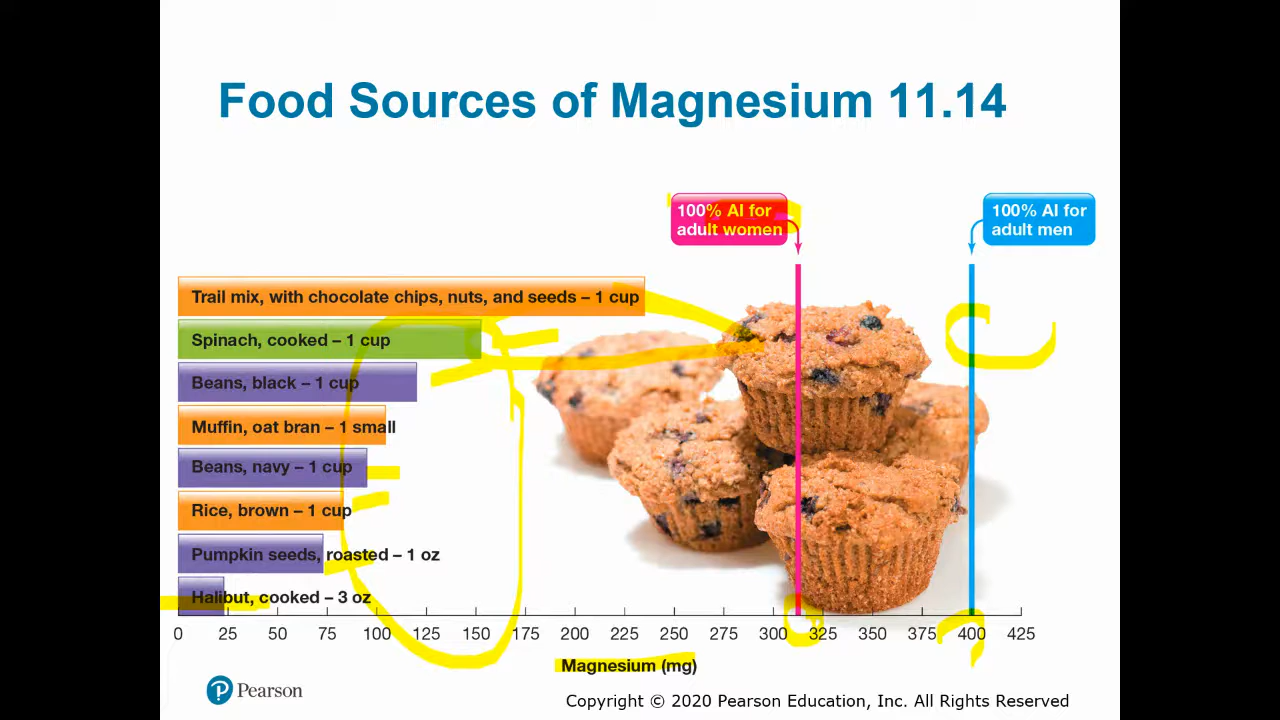 Food Sources of Magnesium 11.14
100% AI for
adult women
100% AI for
adult men
Trail mix, with chocolate chips, nuts, and seeds – 1 cup
Spinach, cooked – 1 cup
Beans, black – 1 cup
Muffin, oat bran – 1 small
Beans, navy – 1 cup
Rice, brown – 1 cup
Pumpkin seeds, roasted – 1 oz
Halibut, cooked – 3 oz
0 25 50 75 100 125 150 175 200 225 250 275 300 325 350 375 400 425
Magnesium (mg)
Pearson
Copyright © 2020 Pearson Education, Inc. All Rights Reserved